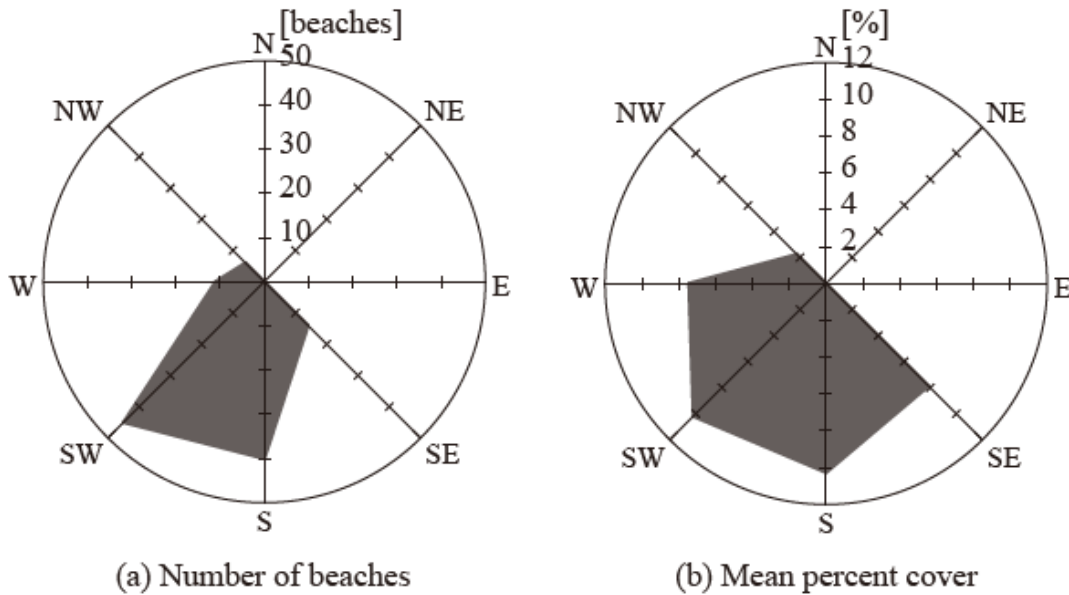 [beaches]
N
50
40
30
20
10
NE
E
SE
S
SW
W
NW
(a) Number of beaches
[%]
N
12
10
8
6
4
2
NE
E
SE
S
SW
W
NW
(b) Mean percent cover